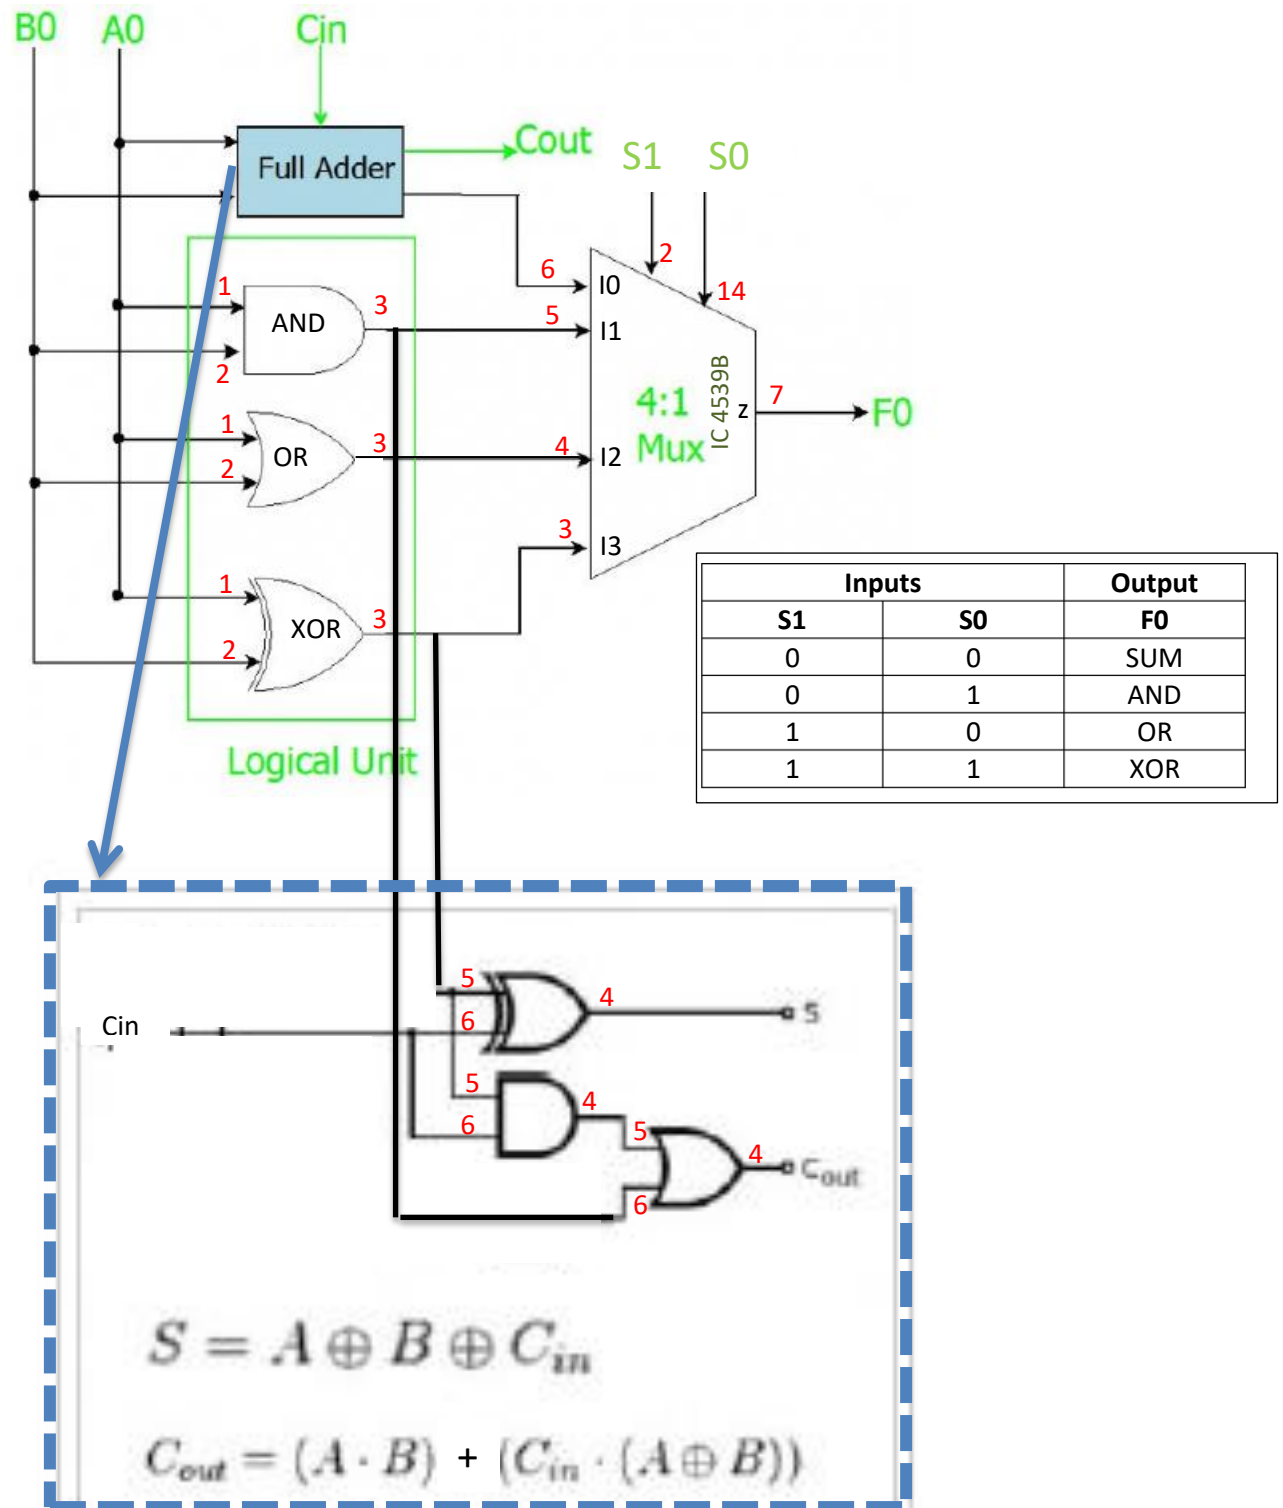 B0 A0 Cin
Full Adder
Cout
S1 S0
2
14
6 I0
1
AND
3
5 I1
2
4:1
Mux
IC 4539B
z
7
F0
1
OR
3
4 I2
2
3 I3
1
XOR
3
2
Logical Unit
Inputs Output
S1 S0 F0
0 0 SUM
0 1 AND
1 0 OR
1 1 XOR
5
4
S
Cin
6
5
4
6
5
4
Cout
6
S = A ⊕ B ⊕ Cin
Cout = (A · B) + (Cin · (A ⊕ B))